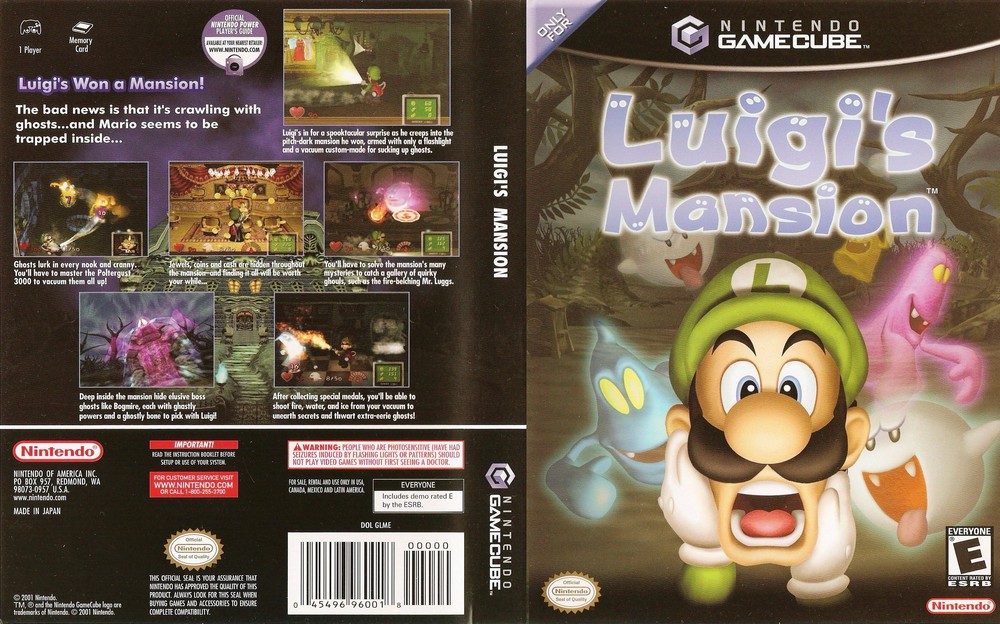 1 Player
Memory
Card
OFFICIAL
NINTENDO POWER
PLAYER'S GUIDE
AVAILABLE AT YOUR NEAREST RETAILER!
WWW.NINTENDO.COM
Luigi's Won a Mansion!
The bad news is that it's crawling with
ghosts...and Mario seems to be
trapped inside...
Luigi's in for a spooktacular surprise as he creeps into the
pitch-dark mansion he won, armed with only a flashlight
and a vacuum custom-made for sucking up ghosts.
Ghosts lurk in every nook and cranny.
You'll have to master the Poltergust
3000 to vacuum them all up!
Jewels, coins and cash are hidden throughout
the mansion—and finding it all will be worth
your while...
You'll have to solve the mansion's many
mysteries to catch a gallery of quirky
ghouls, such as the fire-belching Mr. Luggs.
8/50
Deep inside the mansion hide elusive boss
ghosts like Bogmire, each with ghastly
powers and a ghostly bone to pick with Luigi!
After collecting special medals, you'll be able to
shoot fire, water, and ice from your vacuum to
unearth secrets and thwart extra-eerie ghosts!
Nintendo
NINTENDO OF AMERICA INC.
PO BOX 957, REDMOND, WA
98073-0957 U.S.A.
www.nintendo.com
MADE IN JAPAN
IMPORTANT!
READ THE INSTRUCTION BOOKLET BEFORE
SETUP OR USE OF YOUR SYSTEM.
FOR CUSTOMER SERVICE VISIT
WWW.NINTENDO.COM
OR CALL 1-800-255-3700
WARNING: PEOPLE WHO ARE PHOTOSENSITIVE (HAVE HAD
SEIZURES INDUCED BY FLASHING LIGHTS OR PATTERNS) SHOULD
NOT PLAY VIDEO GAMES WITHOUT FIRST SEEING A DOCTOR.
FOR SALE, RENTAL AND USE ONLY IN USA,
CANADA, MEXICO AND LATIN AMERICA.
EVERYONE
Includes demo rated E
by the ESRB.
DOL GLME
Official
Nintendo
Seal of Quality
THIS OFFICIAL SEAL IS YOUR ASSURANCE THAT
NINTENDO HAS APPROVED THE QUALITY OF THIS
PRODUCT. ALWAYS LOOK FOR THIS SEAL WHEN
BUYING GAMES AND ACCESSORIES TO ENSURE
COMPLETE COMPATIBILITY.
© 2001 Nintendo.
TM, ® and the Nintendo GameCube logo are
trademarks of Nintendo. © 2001 Nintendo.
00000
0 45496 96001 8
LUIGI'S MANSION
NINTENDO
GAMECUBE™
ONLY
FOR
NINTENDO
GAMECUBE™
Luigi's
Mansion™
L
Official
Nintendo
Seal of Quality
EVERYONE
E
®
CONTENT RATED BY
ESRB
Nintendo